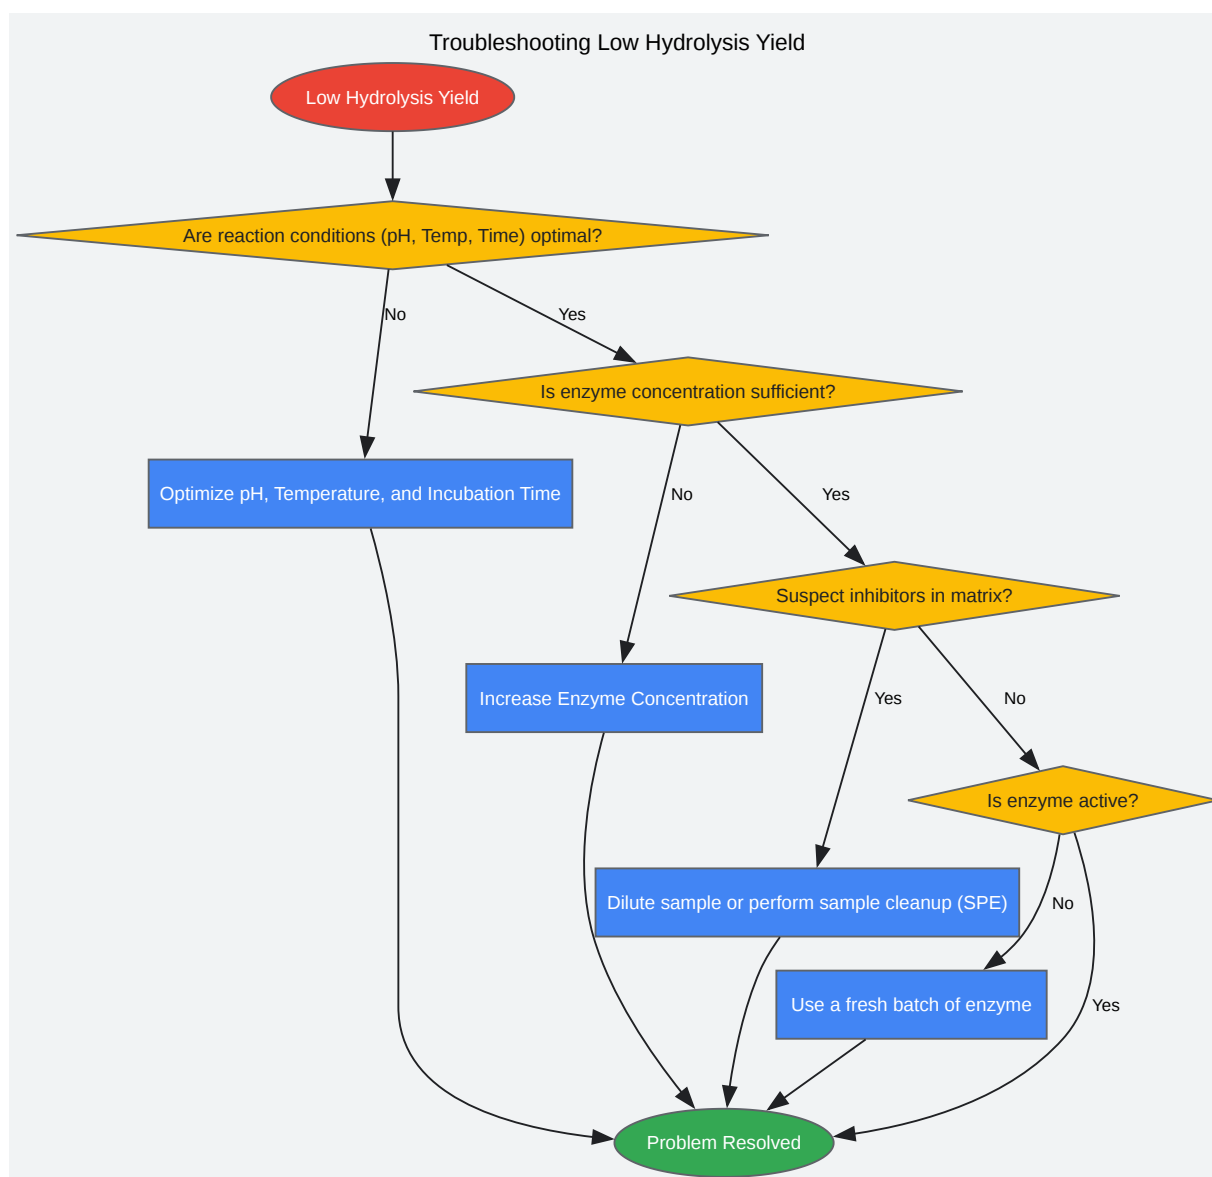 Troubleshooting Low Hydrolysis Yield
Low Hydrolysis Yield
Are reaction conditions (pH, Temp, Time) optimal?
No
Yes
Is enzyme concentration sufficient?
Optimize pH, Temperature, and Incubation Time
No
Yes
Suspect inhibitors in matrix?
Increase Enzyme Concentration
Yes
No
Is enzyme active?
Dilute sample or perform sample cleanup (SPE)
No
Use a fresh batch of enzyme
Yes
Problem Resolved